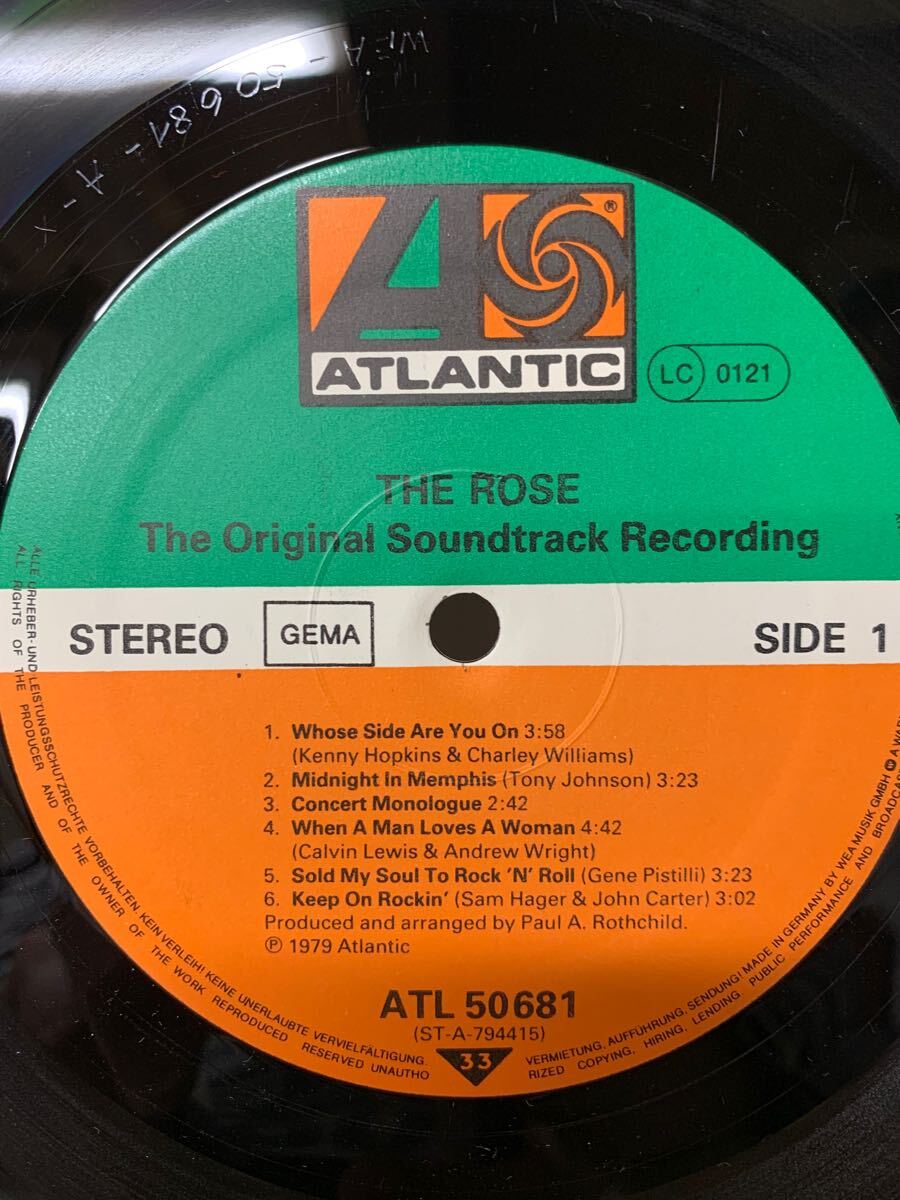 WEA-50681-A-X
®
ATLANTIC
LC 0121
THE ROSE
The Original Soundtrack Recording
STEREO GEMA SIDE 1
1. Whose Side Are You On 3:58
(Kenny Hopkins & Charley Williams)
2. Midnight In Memphis (Tony Johnson) 3:23
3. Concert Monologue 2:42
4. When A Man Loves A Woman 4:42
(Calvin Lewis & Andrew Wright)
5. Sold My Soul To Rock 'N' Roll (Gene Pistilli) 3:23
6. Keep On Rockin' (Sam Hager & John Carter) 3:02
Produced and arranged by Paul A. Rothchild.
℗ 1979 Atlantic
ATL 50681
(ST-A-794415)
33
ALLE URHEBER- UND LEISTUNGSSCHUTZRECHTE VORBEHALTEN. KEIN VERLEIH! KEINE UNERLAUBTE VERVIELFÄLTIGUNG, VERMIETUNG, AUFFÜHRUNG, SENDUNG! MADE IN GERMANY BY WEA MUSIK GMBH
ALL RIGHTS OF THE PRODUCER AND OF THE OWNER OF THE WORK REPRODUCED RESERVED UNAUTHO RIZED COPYING, HIRING, LENDING, PUBLIC PERFORMANCE AND